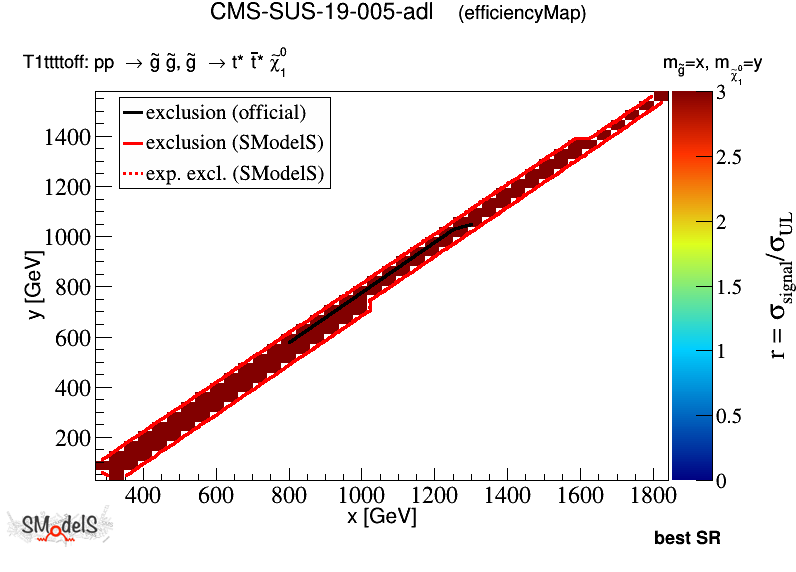 CMS-SUS-19-005-adl (efficiencyMap)
T1ttttoff: pp → g̃ g̃, g̃ → t* t̄* χ̃₁⁰ m_g̃=x, m_χ̃₁⁰=y
exclusion (official)
exclusion (SModelS)
exp. excl. (SModelS)
y [GeV]
1400
1200
1000
800
600
400
200
400 600 800 1000 1200 1400 1600 1800
x [GeV]
3
2.5
2
1.5
1
0.5
0
r = σ_signal/σ_UL
SModelS
best SR